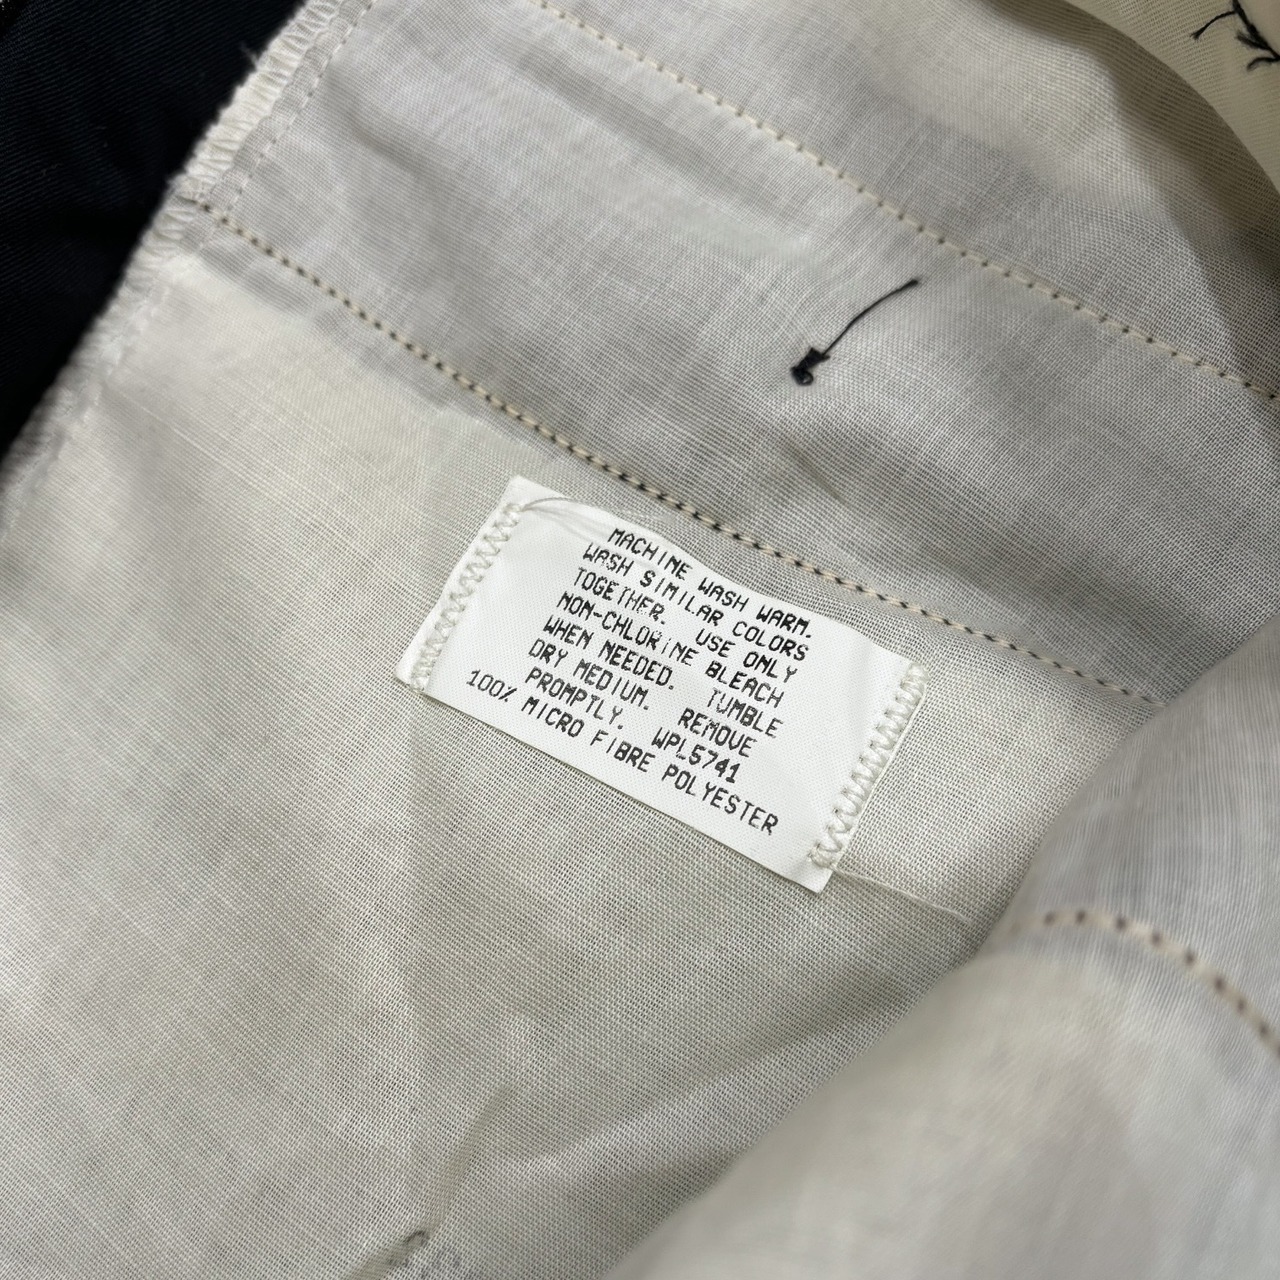 MACHINE WASH WARM.
WASH SIMILAR COLORS
TOGETHER. USE ONLY
NON-CHLORINE BLEACH
WHEN NEEDED. TUMBLE
DRY MEDIUM. REMOVE
PROMPTLY. WPL5741
100% MICRO FIBRE POLYESTER